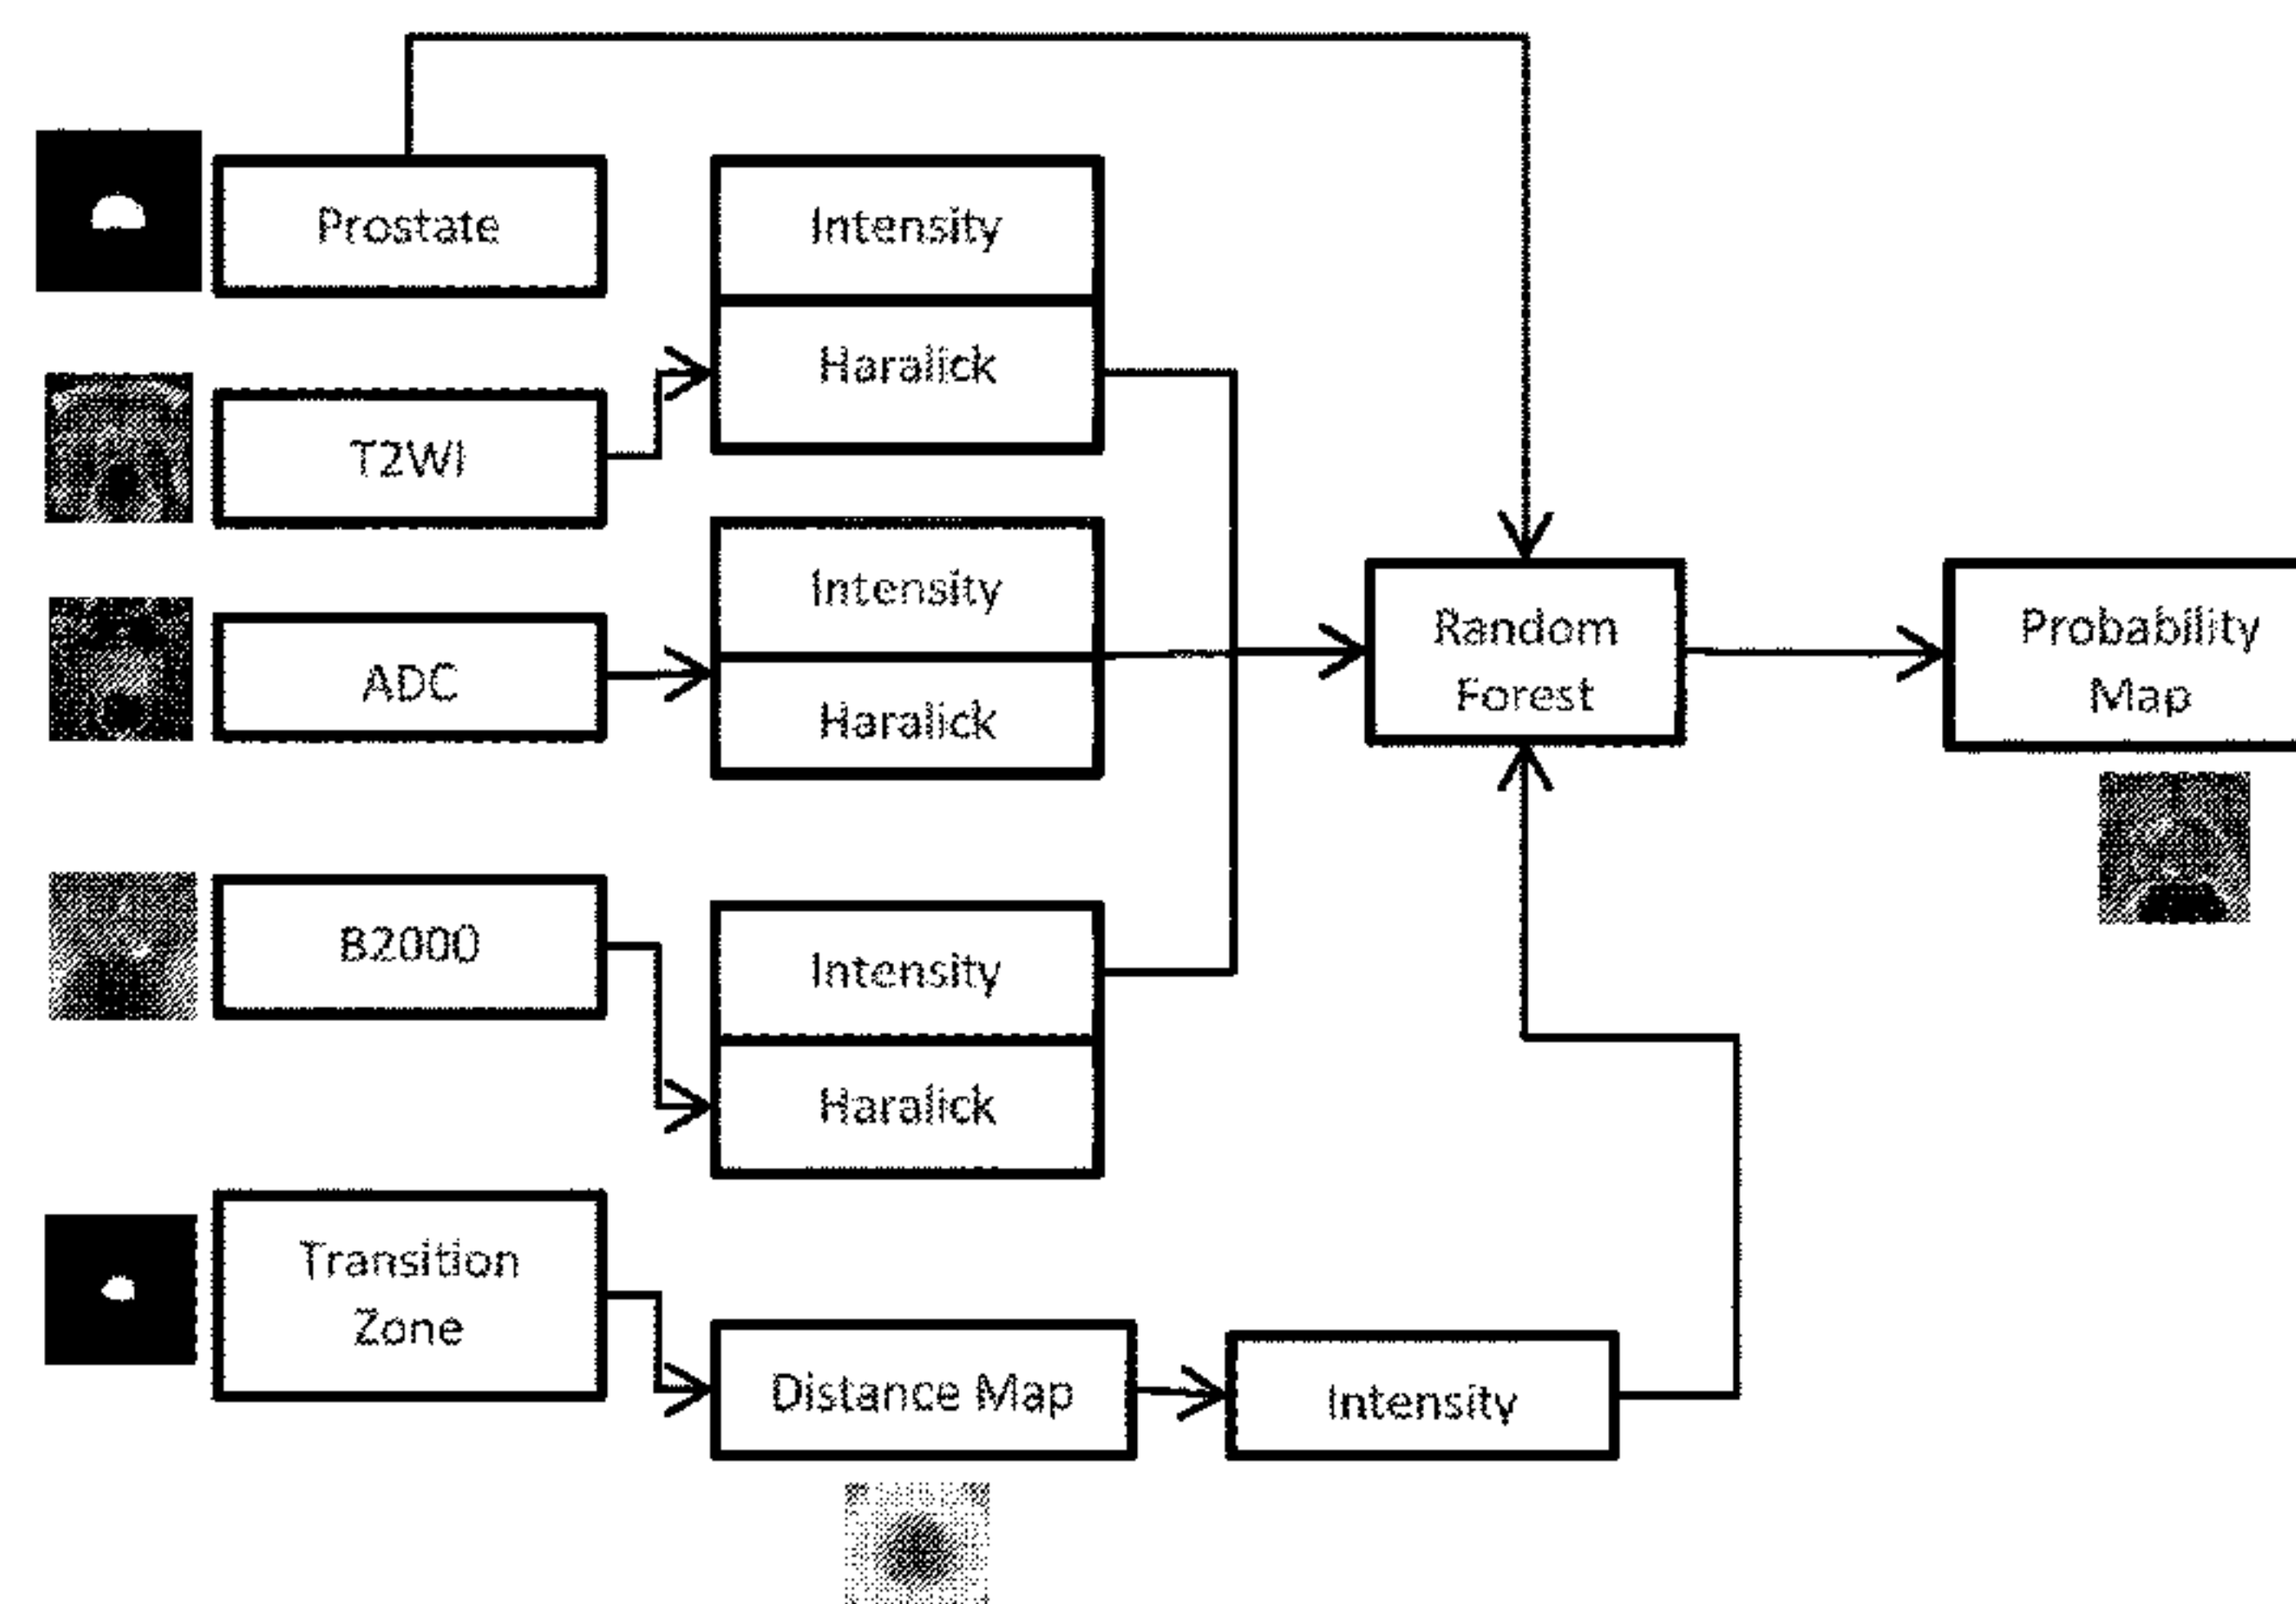 Prostate
Intensity
Haralick
T2WI
Intensity
Haralick
ADC
Random
Forest
Probability
Map
B2000
Intensity
Haralick
Transition
Zone
Distance Map
Intensity